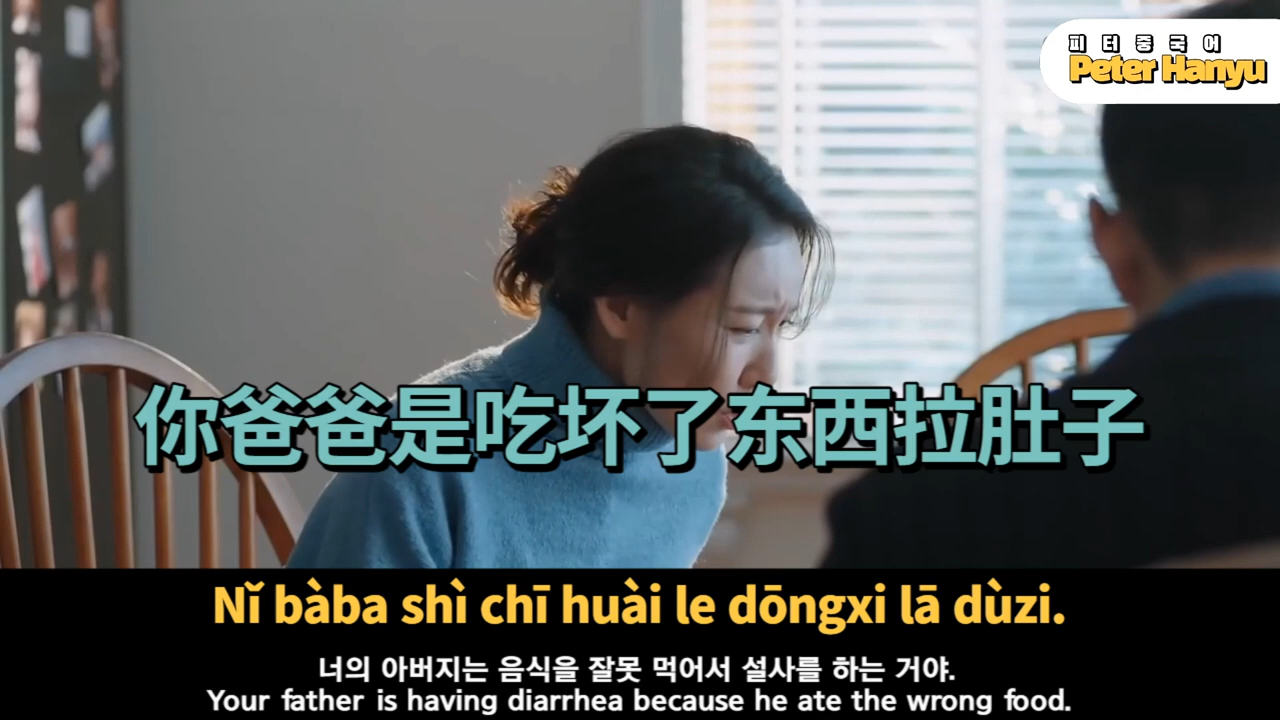 피터중국어
Peter Hanyu
你爸爸是吃坏了东西拉肚子
Nǐ bàba shì chī huài le dōngxi lā dùzi.
너의 아버지는 음식을 잘못 먹어서 설사를 하는 거야.
Your father is having diarrhea because he ate the wrong food.